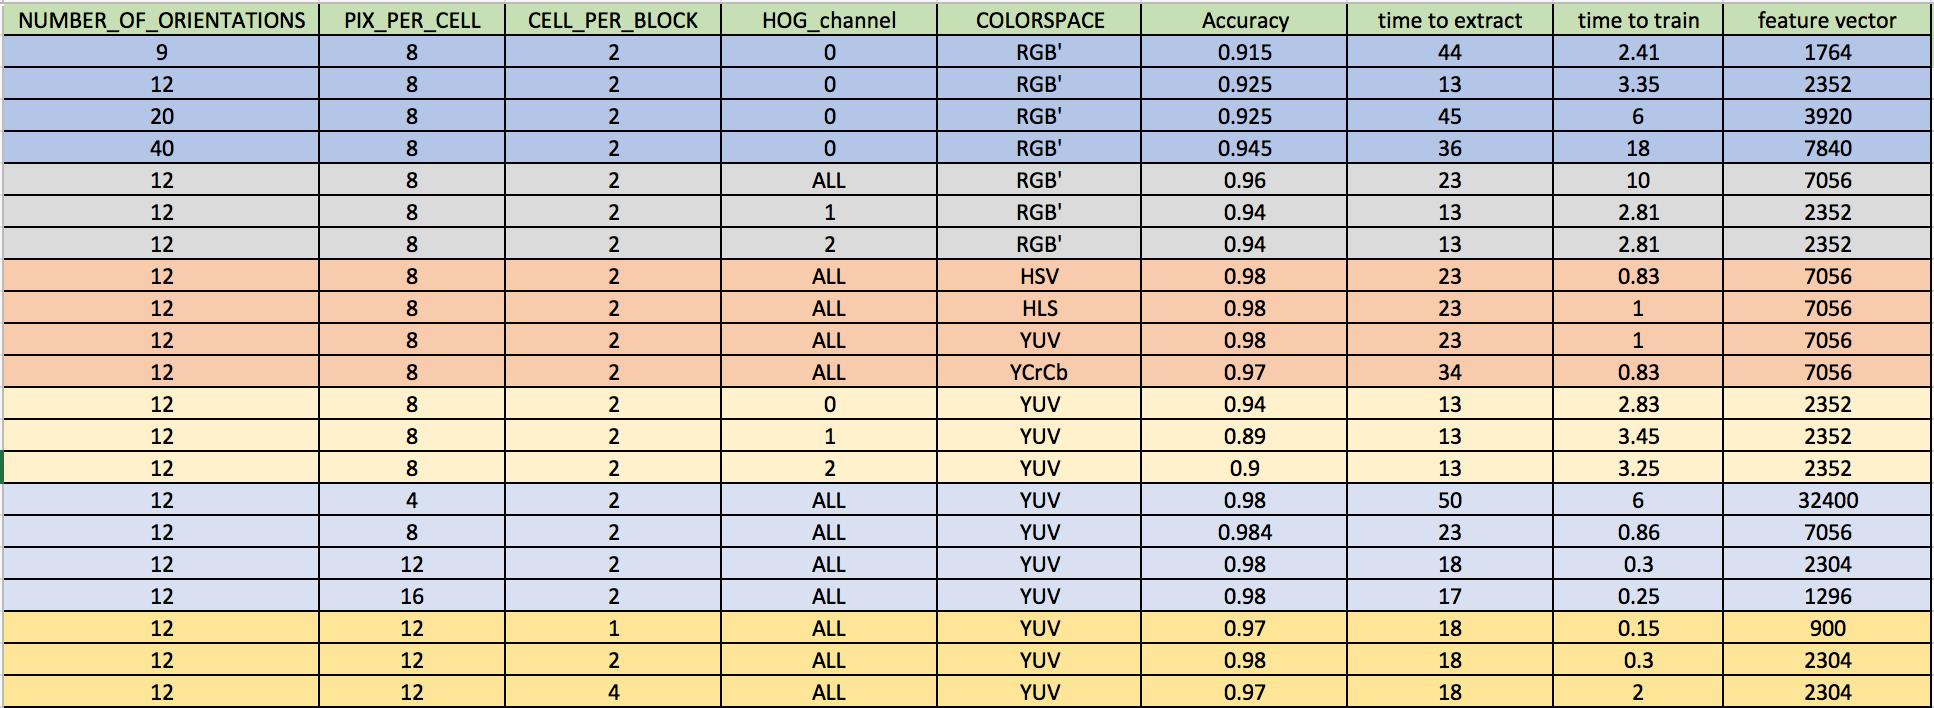 NUMBER_OF_ORIENTATIONS PIX_PER_CELL CELL_PER_BLOCK HOG_channel COLORSPACE Accuracy time to extract time to train feature vector
9 8 2 0 RGB' 0.915 44 2.41 1764
12 8 2 0 RGB' 0.925 13 3.35 2352
20 8 2 0 RGB' 0.925 45 6 3920
40 8 2 0 RGB' 0.945 36 18 7840
12 8 2 ALL RGB' 0.96 23 10 7056
12 8 2 1 RGB' 0.94 13 2.81 2352
12 8 2 2 RGB' 0.94 13 2.81 2352
12 8 2 ALL HSV 0.98 23 0.83 7056
12 8 2 ALL HLS 0.98 23 1 7056
12 8 2 ALL YUV 0.98 23 1 7056
12 8 2 ALL YCrCb 0.97 34 0.83 7056
12 8 2 0 YUV 0.94 13 2.83 2352
12 8 2 1 YUV 0.89 13 3.45 2352
12 8 2 2 YUV 0.9 13 3.25 2352
12 4 2 ALL YUV 0.98 50 6 32400
12 8 2 ALL YUV 0.984 23 0.86 7056
12 12 2 ALL YUV 0.98 18 0.3 2304
12 16 2 ALL YUV 0.98 17 0.25 1296
12 12 1 ALL YUV 0.97 18 0.15 900
12 12 2 ALL YUV 0.98 18 0.3 2304
12 12 4 ALL YUV 0.97 18 2 2304